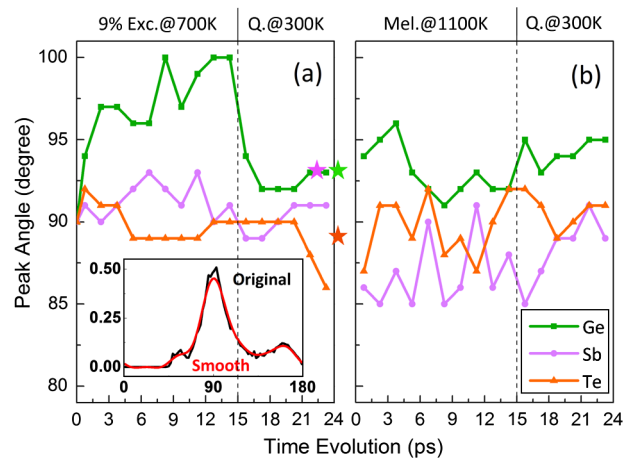 9% Exc.@700K Q.@300K Mel.@1100K Q.@300K
(a) (b)
100
95
90
85
80
Peak Angle (degree)
0.50
0.25
0.00
Original
Smooth
0 90 180
Ge
Sb
Te
0 3 6 9 12 15 18 21 24 0 3 6 9 12 15 18 21 24
Time Evolution (ps)